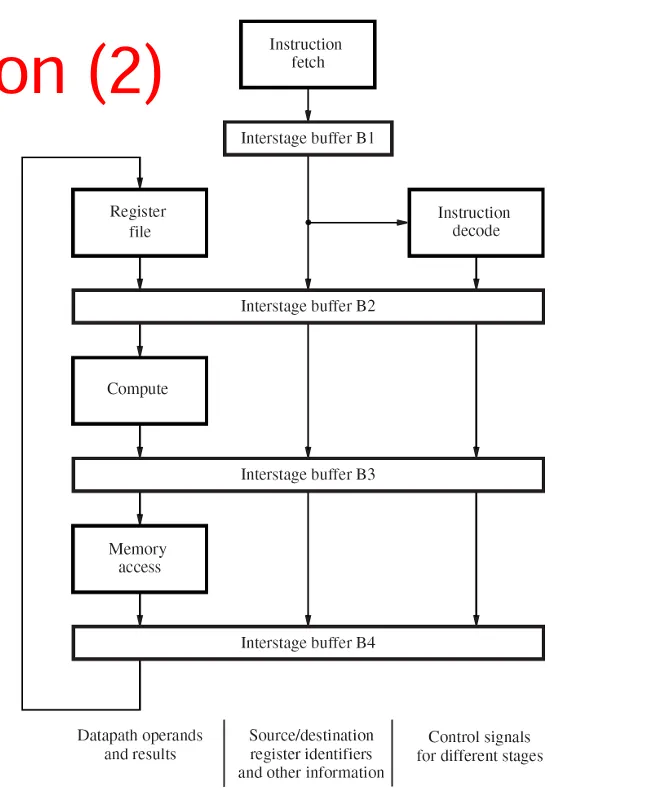 on (2)
Instruction
fetch
Interstage buffer B1
Register
file
Instruction
decode
Interstage buffer B2
Compute
Interstage buffer B3
Memory
access
Interstage buffer B4
Datapath operands
and results
Source/destination
register identifiers
and other information
Control signals
for different stages